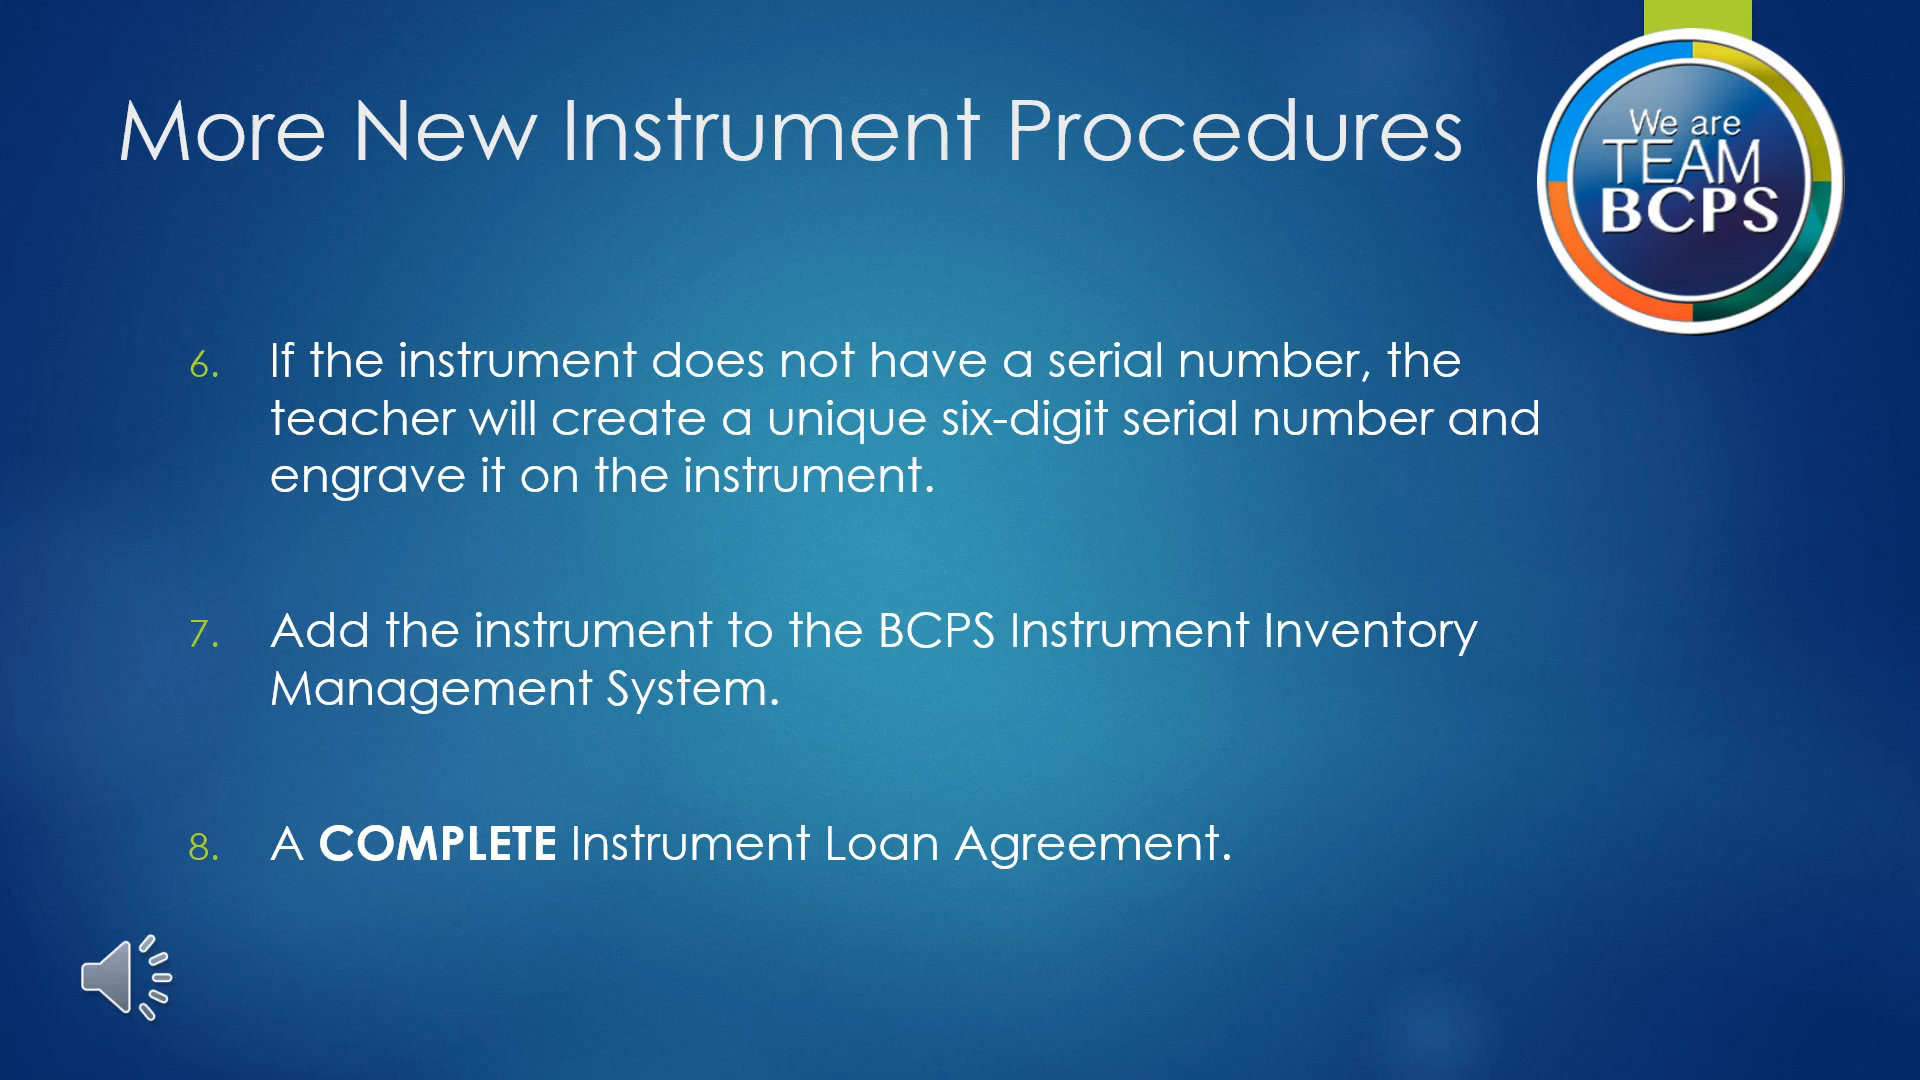 More New Instrument Procedures
We are
TEAM
BCPS
6. If the instrument does not have a serial number, the
teacher will create a unique six-digit serial number and
engrave it on the instrument.
7. Add the instrument to the BCPS Instrument Inventory
Management System.
8. A COMPLETE Instrument Loan Agreement.